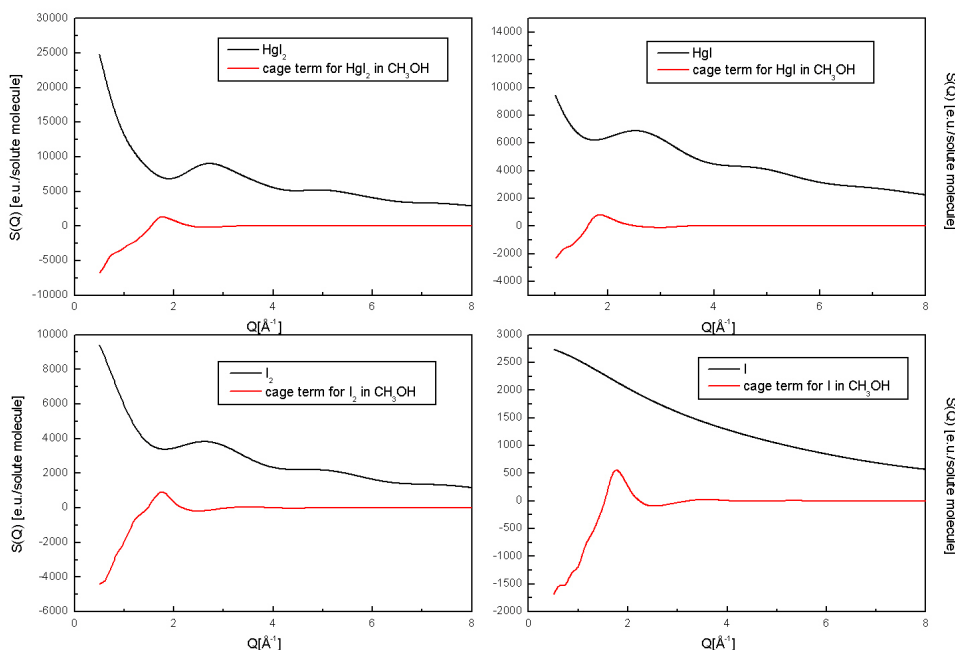 30000
25000
20000
15000
10000
5000
0
-5000
-10000
S(Q) [e.u./solute molecule]
HgI₂
cage term for HgI₂ in CH₃OH
0 2 4 6 8
Q[Å⁻¹]
14000
12000
10000
8000
6000
4000
2000
0
-2000
-4000
S(Q) [e.u./solute molecule]
HgI
cage term for HgI in CH₃OH
2 4 6 8
Q[Å⁻¹]
10000
8000
6000
4000
2000
0
-2000
-4000
-6000
S(Q) [e.u./solute molecule]
I₂
cage term for I₂ in CH₃OH
0 2 4 6 8
Q[Å⁻¹]
3000
2500
2000
1500
1000
500
0
-500
-1000
-1500
-2000
S(Q) [e.u./solute molecule]
I
cage term for I in CH₃OH
0 2 4 6 8
Q[Å⁻¹]